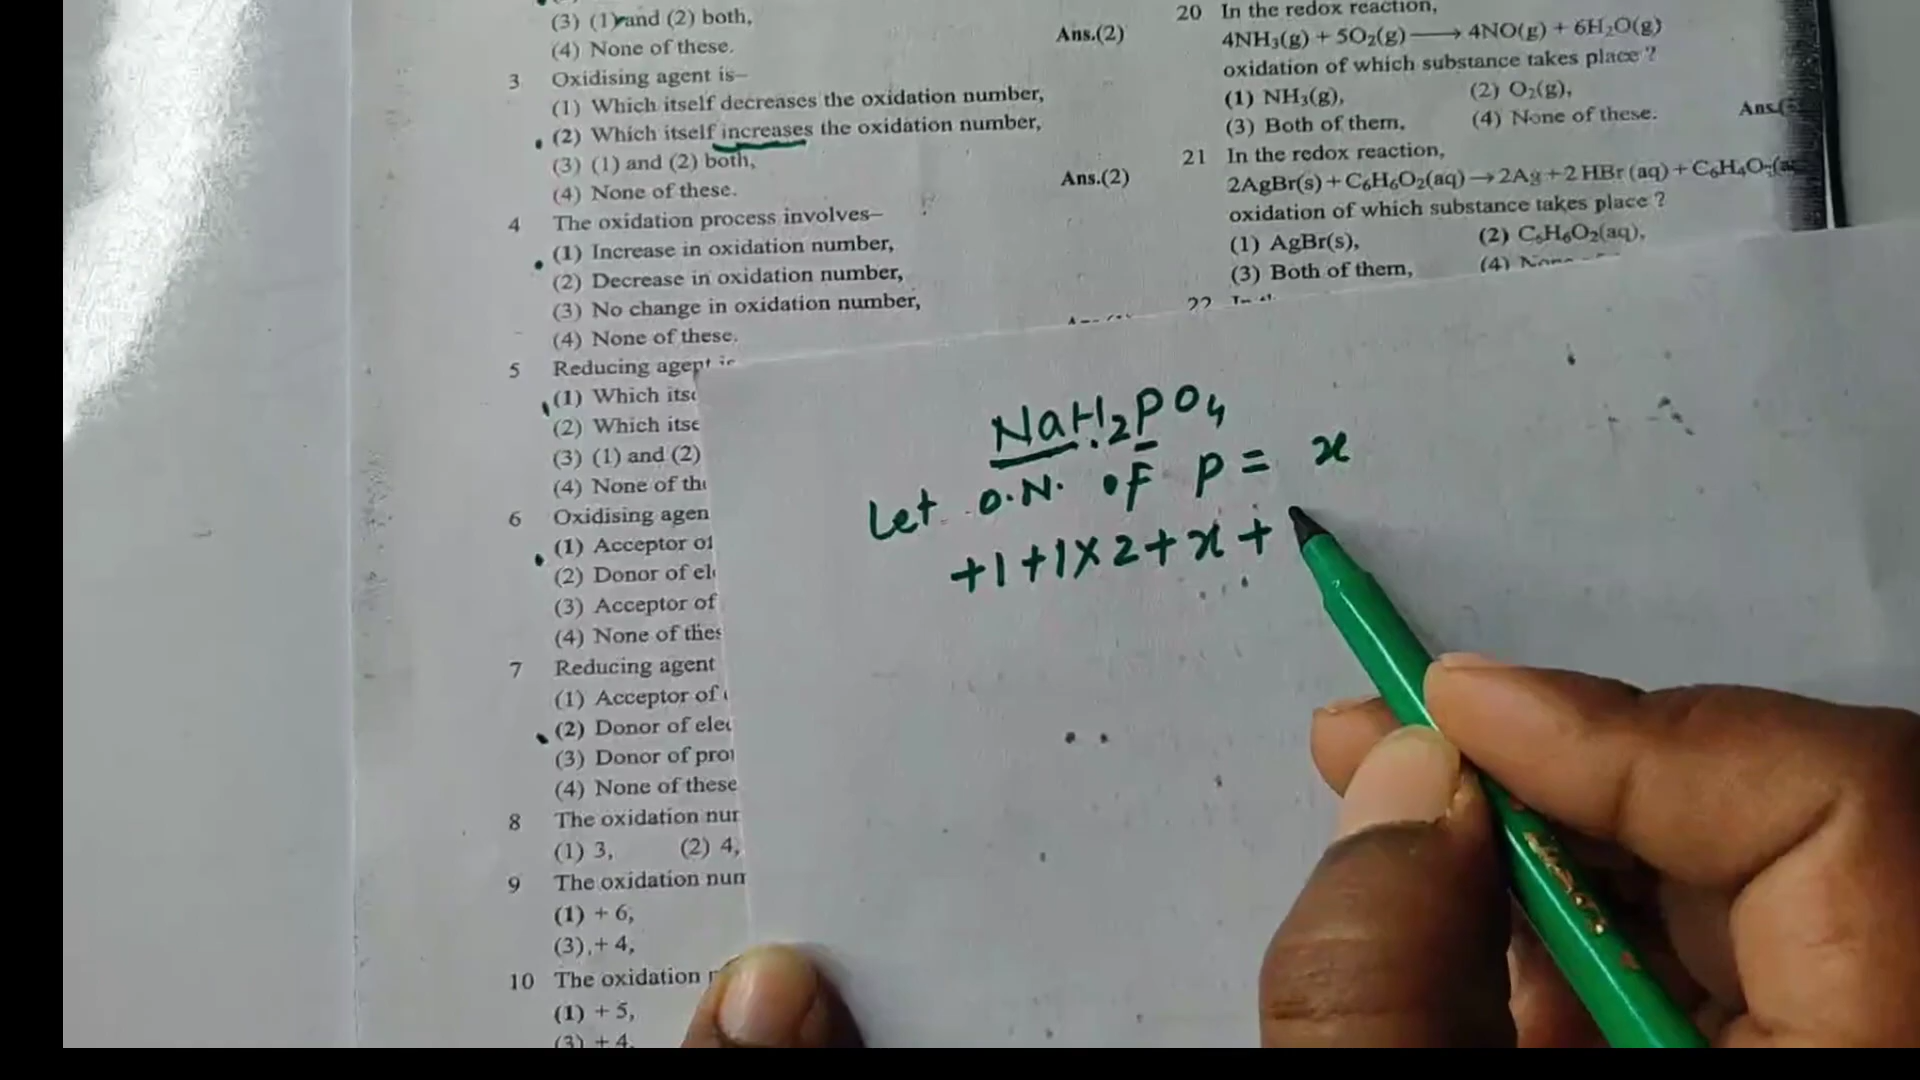 (3) (1) and (2) both,
(4) None of these.
Ans.(2)
3 Oxidising agent is–
(1) Which itself decreases the oxidation number,
(2) Which itself increases the oxidation number,
(3) (1) and (2) both,
(4) None of these.
Ans.(2)
4 The oxidation process involves–
(1) Increase in oxidation number,
(2) Decrease in oxidation number,
(3) No change in oxidation number,
(4) None of these.
5 Reducing agent is
(1) Which
(2) Which
(3) (1) and (2)
(4) None of
6 Oxidising
(1) Acceptor
(2) Donor of
(3) Acceptor of
(4) None of
7 Reducing agent
(1) Acceptor of
(2) Donor of
(3) Donor of
(4) None of these
8 The oxidation
(1) 3, (2) 4,
9 The oxidation
(1) + 6,
(3) + 4,
10 The oxidation
(1) + 5,
(3) + 4
20 In the redox reaction,
4NH₃(g) + 5O₂(g) ⟶ 4NO(g) + 6H₂O(g)
oxidation of which substance takes place ?
(1) NH₃(g), (2) O₂(g),
(3) Both of them, (4) None of these.
Ans.
21 In the redox reaction,
2AgBr(s) + C₆H₆O₂(aq) → 2Ag + 2 HBr (aq) + C₆H₄O₂
oxidation of which substance takes place ?
(1) AgBr(s), (2) C₆H₆O₂(aq),
(3) Both of them, (4)
22
NaH₂PO₄
Let O.N. of P = x
+1+1×2+x+